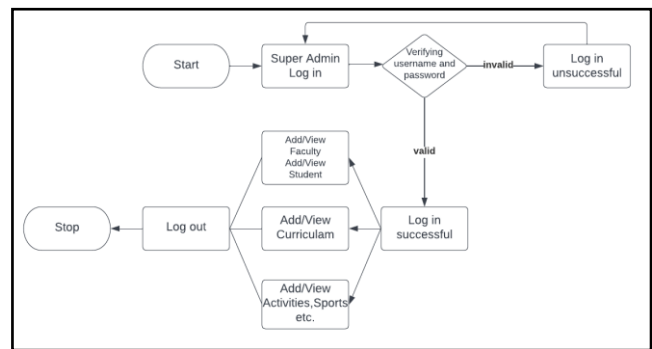 Start
Super Admin
Log in
Verifying
username and
password
invalid
Log in
unsuccessful
valid
Add/View
Faculty
Add/View
Student
Stop
Log out
Add/View
Curriculam
Log in
successful
Add/View
Activities,Sports
etc.